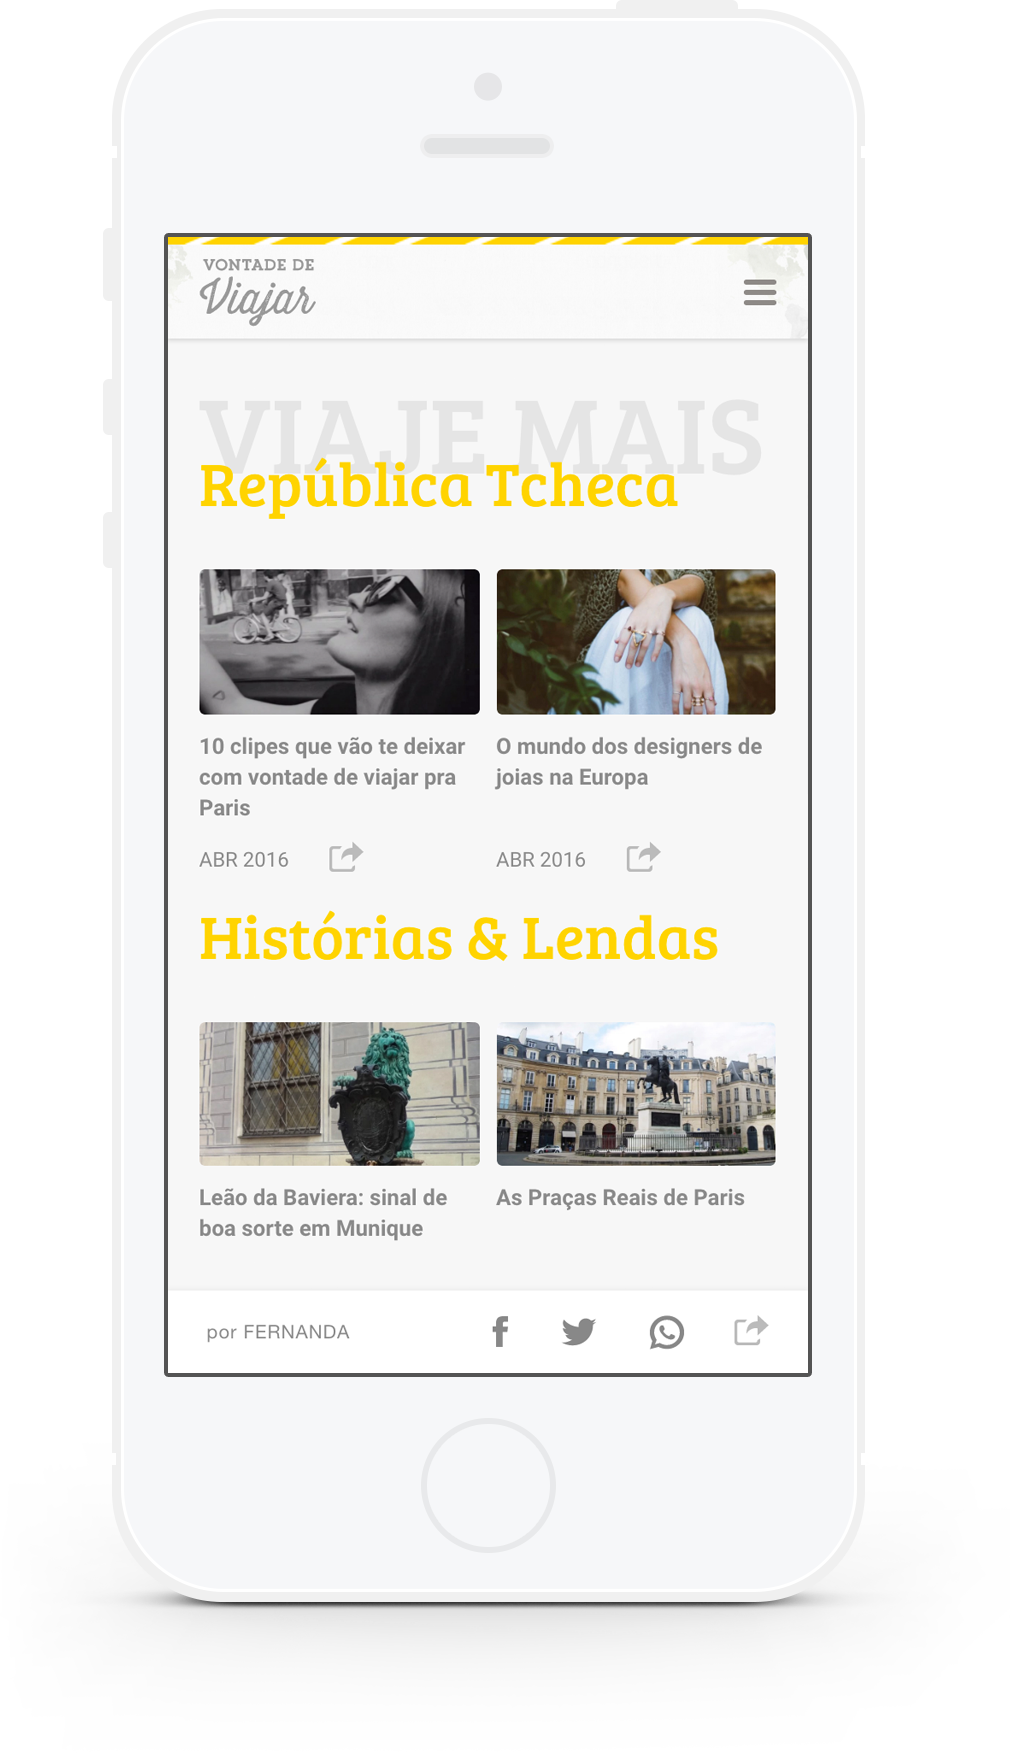 VONTADE DE
Viajar
VIAJE MAIS
República Tcheca
10 clipes que vão te deixar
com vontade de viajar pra
Paris
ABR 2016
O mundo dos designers de
joias na Europa
ABR 2016
Histórias & Lendas
Leão da Baviera: sinal de
boa sorte em Munique
As Praças Reais de Paris
por FERNANDA